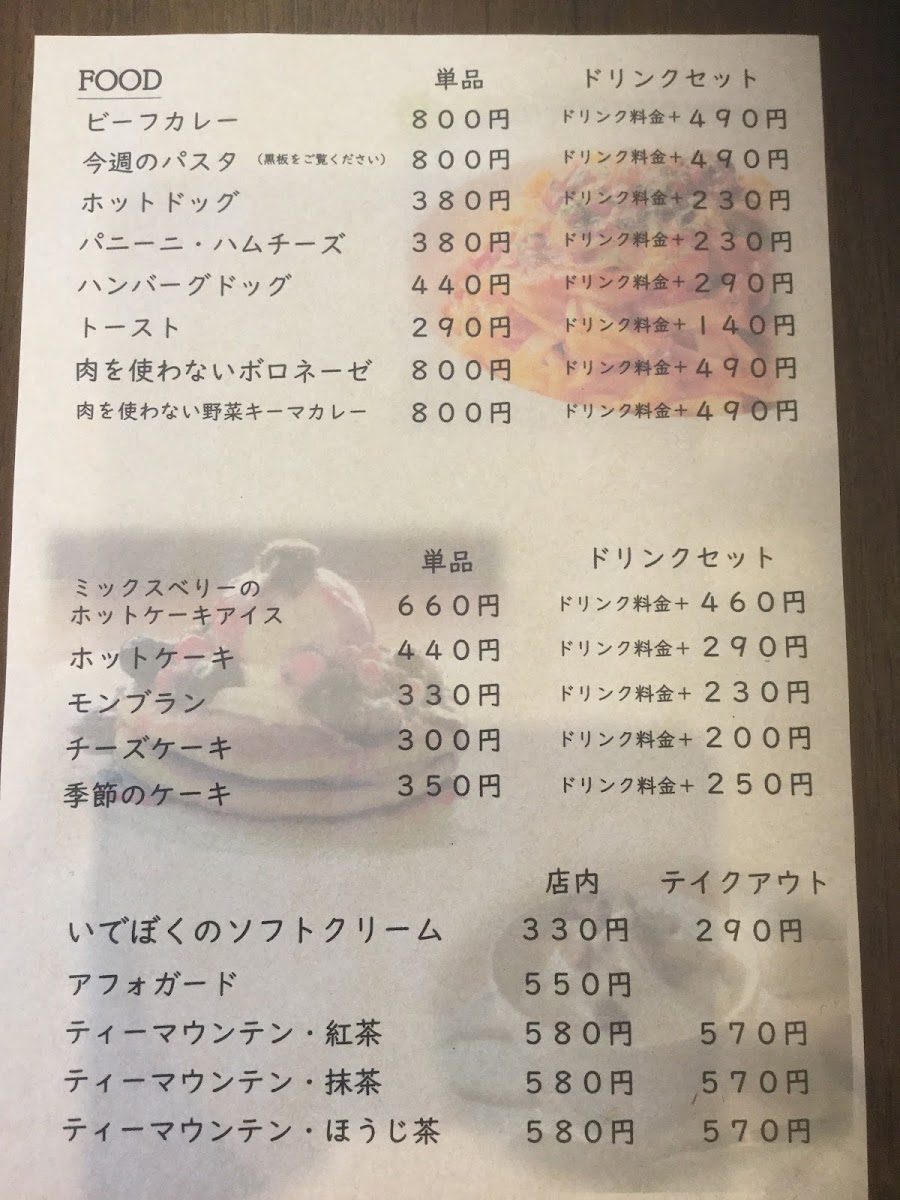 FOOD 単品 ドリンクセット
ビーフカレー 800円 ドリンク料金+490円
今週のパスタ (黒板をご覧ください) 800円 ドリンク料金+490円
ホットドッグ 380円 ドリンク料金+230円
パニーニ・ハムチーズ 380円 ドリンク料金+230円
ハンバーグドッグ 440円 ドリンク料金+290円
トースト 290円 ドリンク料金+140円
肉を使わないボロネーゼ 800円 ドリンク料金+490円
肉を使わない野菜キーマカレー 800円 ドリンク料金+490円
単品 ドリンクセット
ミックスベリーの
ホットケーキアイス 660円 ドリンク料金+460円
ホットケーキ 440円 ドリンク料金+290円
モンブラン 330円 ドリンク料金+230円
チーズケーキ 300円 ドリンク料金+200円
季節のケーキ 350円 ドリンク料金+250円
店内 テイクアウト
いでぼくのソフトクリーム 330円 290円
アフォガード 550円
ティーマウンテン・紅茶 580円 570円
ティーマウンテン・抹茶 580円 570円
ティーマウンテン・ほうじ茶 580円 570円